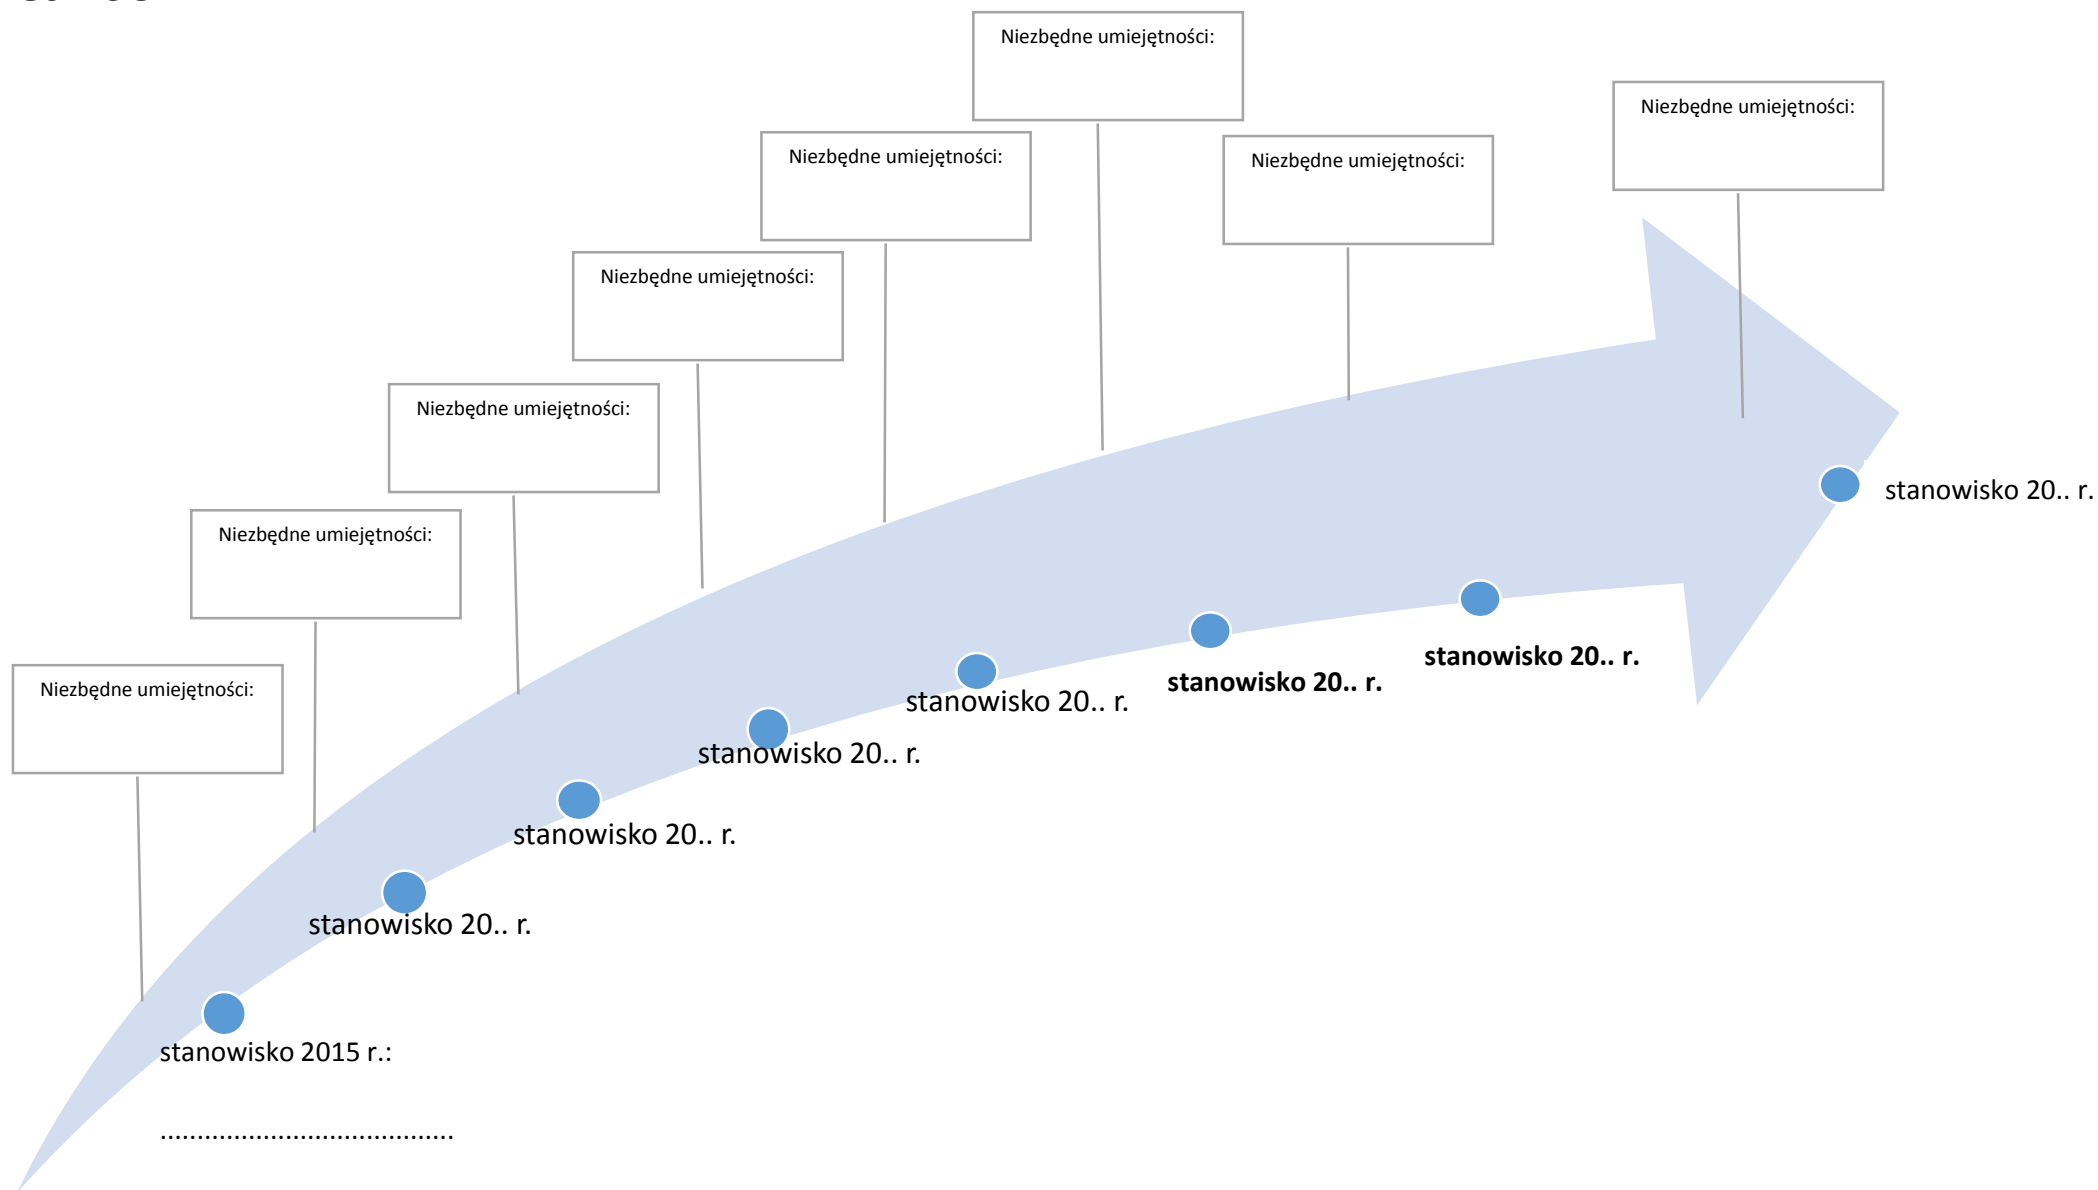 Niezbędne umiejętności:
Niezbędne umiejętności:
Niezbędne umiejętności:
Niezbędne umiejętności:
Niezbędne umiejętności:
Niezbędne umiejętności:
Niezbędne umiejętności:
Niezbędne umiejętności:
stanowisko 20.. r.
stanowisko 20.. r.
stanowisko 20.. r.
stanowisko 20.. r.
stanowisko 20.. r.
stanowisko 20.. r.
stanowisko 20.. r.
stanowisko 2015 r.:
........................................